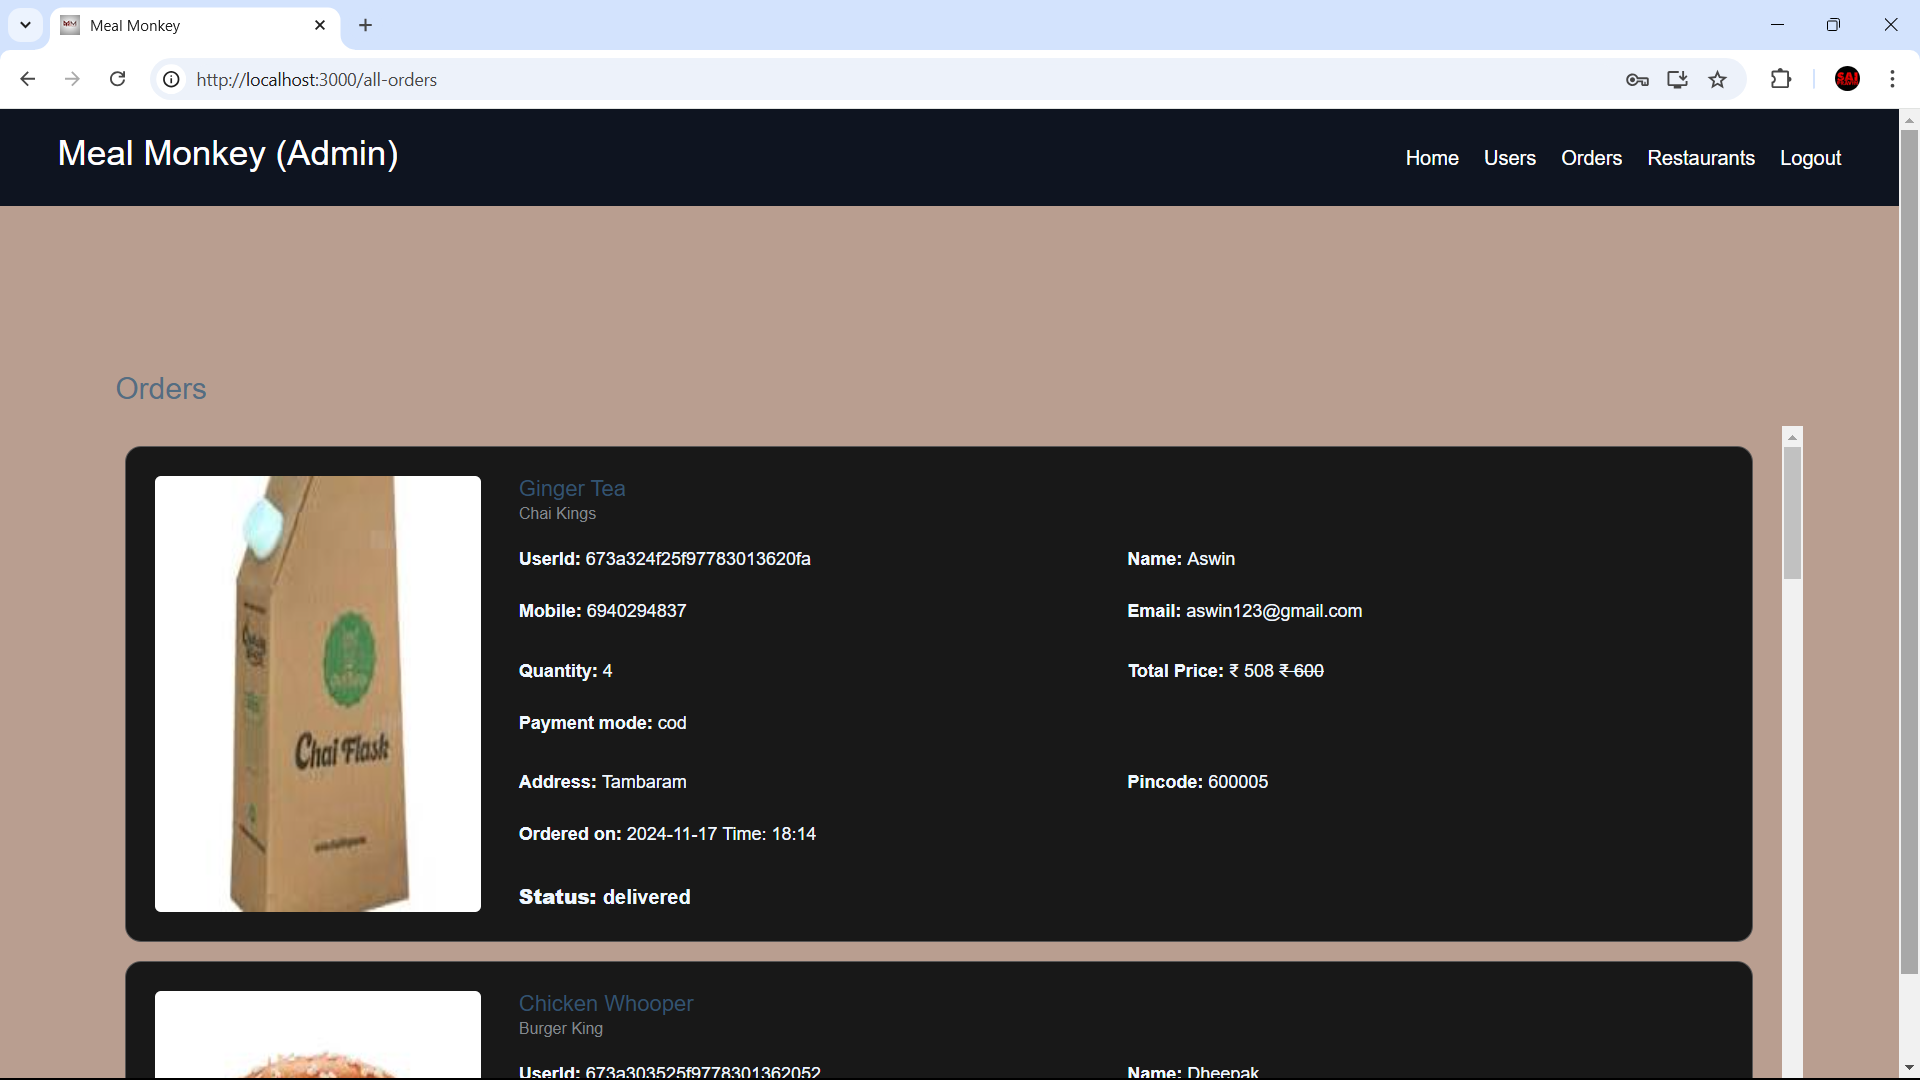 Meal Monkey
http://localhost:3000/all-orders
Meal Monkey (Admin)
Home Users Orders Restaurants Logout
Orders
Ginger Tea
Chai Kings
UserId: 673a324f25f97783013620fa
Name: Aswin
Mobile: 6940294837
Email: aswin123@gmail.com
Quantity: 4
Total Price: ₹ 508 ₹ 600
Payment mode: cod
Address: Tambaram
Pincode: 600005
Ordered on: 2024-11-17 Time: 18:14
Status: delivered
Chai Flask
Chicken Whooper
Burger King
UserId: 673a303525f9778301362052
Name: Dheepak